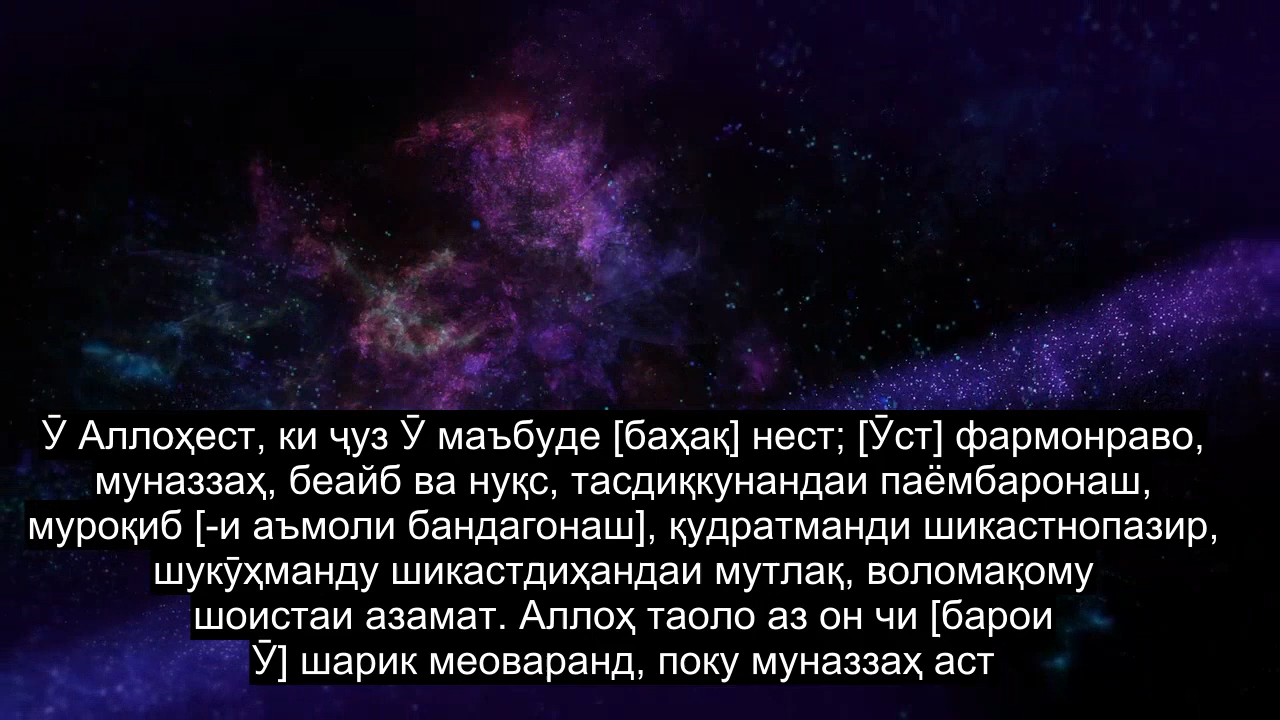 Ӯ Аллоҳест, ки ҷуз Ӯ маъбуде [баҳақ] нест; [Ӯст] фармонраво,
муназзаҳ, беайб ва нуқс, тасдиқкунандаи паёмбаронаш,
муроқиб [-и аъмоли бандагонаш], қудратманди шикастнопазир,
шукӯҳманду шикастдиҳандаи мутлақ, воломақому
шоистаи азамат. Аллоҳ таоло аз он чи [барои
Ӯ] шарик меоваранд, поку муназзаҳ аст